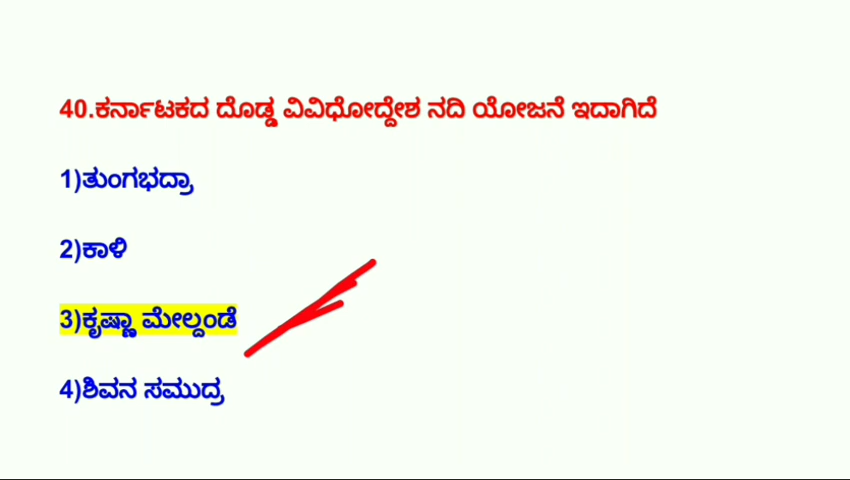 40.ಕರ್ನಾಟಕದ ದೊಡ್ಡ ವಿವಿಧೋದ್ದೇಶ ನದಿ ಯೋಜನೆ ಇದಾಗಿದೆ
1)ತುಂಗಭದ್ರಾ
2)ಕಾಳಿ
3)ಕೃಷ್ಣಾ ಮೇಲ್ದಂಡೆ
4)ಶಿವನ ಸಮುದ್ರ